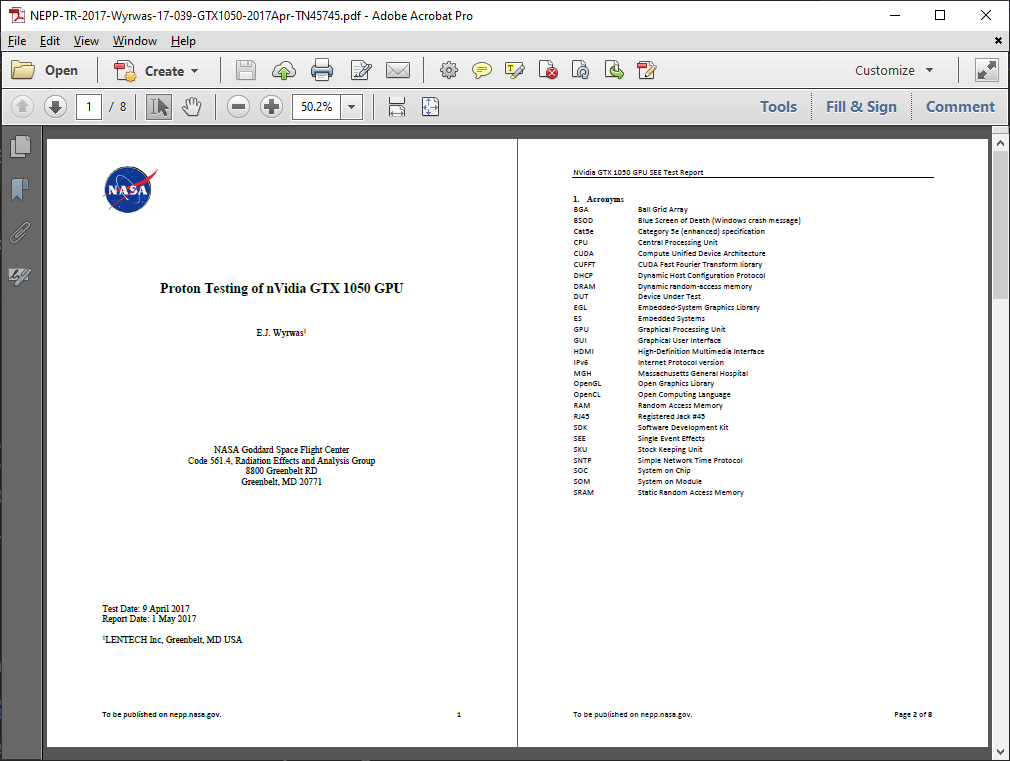 NEPP-TR-2017-Wyrwas-17-039-GTX1050-2017Apr-TN45745.pdf - Adobe Acrobat Pro
File Edit View Window Help
Open Create Customize
1 / 8 50.2% Tools Fill & Sign Comment
NASA
Proton Testing of nVidia GTX 1050 GPU
E.J. Wyrwas¹
NASA Goddard Space Flight Center
Code 561.4, Radiation Effects and Analysis Group
8800 Greenbelt RD
Greenbelt, MD 20771
Test Date: 9 April 2017
Report Date: 1 May 2017
¹LENTECH Inc, Greenbelt, MD USA
To be published on nepp.nasa.gov. 1
NVidia GTX 1050 GPU SEE Test Report
1. Acronyms
BGA Ball Grid Array
BSOD Blue Screen of Death (Windows crash message)
Cat5e Category 5e (enhanced) specification
CPU Central Processing Unit
CUDA Compute Unified Device Architecture
CUFFT CUDA Fast Fourier Transform library
DHCP Dynamic Host Configuration Protocol
DRAM Dynamic random-access memory
DUT Device Under Test
EGL Embedded-System Graphics Library
ES Embedded Systems
GPU Graphical Processing Unit
GUI Graphical User Interface
HDMI High-Definition Multimedia Interface
IPv6 Internet Protocol version
MGH Massachusetts General Hospital
OpenGL Open Graphics Library
OpenCL Open Computing Language
RAM Random Access Memory
RJ45 Registered Jack #45
SDK Software Development Kit
SEE Single Event Effects
SKU Stock Keeping Unit
SNTP Simple Network Time Protocol
SOC System on Chip
SOM System on Module
SRAM Static Random Access Memory
To be published on nepp.nasa.gov. Page 2 of 8